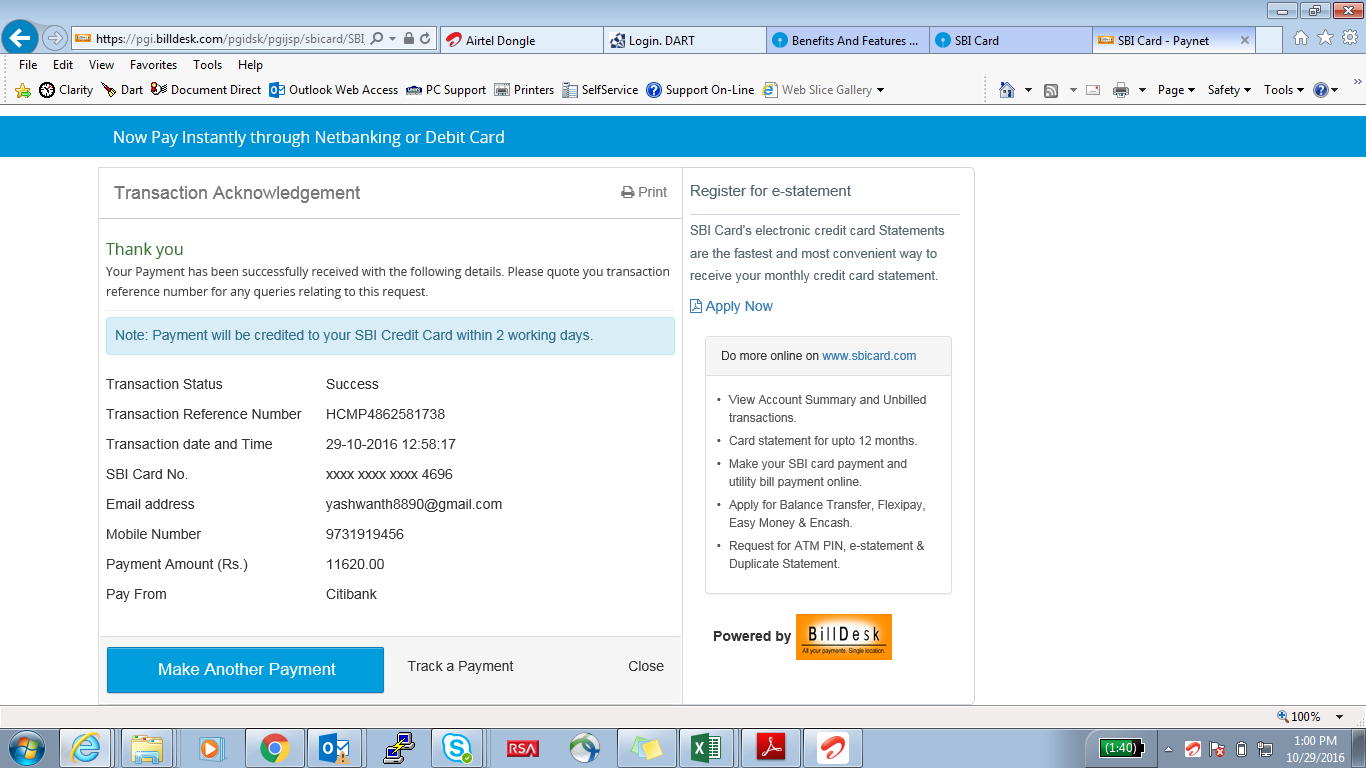 https://pgi.billdesk.com/pgidsk/pgijsp/sbicard/SBI
Airtel Dongle
Login. DART
Benefits And Features ...
SBI Card
SBI Card - Paynet
File Edit View Favorites Tools Help
Clarity Dart Document Direct Outlook Web Access PC Support Printers SelfService Support On-Line Web Slice Gallery
Page Safety Tools
Now Pay Instantly through Netbanking or Debit Card
Transaction Acknowledgement
Print
Thank you
Your Payment has been successfully received with the following details. Please quote you transaction
reference number for any queries relating to this request.
Note: Payment will be credited to your SBI Credit Card within 2 working days.
Transaction Status Success
Transaction Reference Number HCMP4862581738
Transaction date and Time 29-10-2016 12:58:17
SBI Card No. xxxx xxxx xxxx 4696
Email address yashwanth8890@gmail.com
Mobile Number 9731919456
Payment Amount (Rs.) 11620.00
Pay From Citibank
Make Another Payment
Track a Payment
Close
Register for e-statement
SBI Card's electronic credit card Statements
are the fastest and most convenient way to
receive your monthly credit card statement.
Apply Now
Do more online on www.sbicard.com
• View Account Summary and Unbilled
transactions.
• Card statement for upto 12 months.
• Make your SBI card payment and
utility bill payment online.
• Apply for Balance Transfer, Flexipay,
Easy Money & Encash.
• Request for ATM PIN, e-statement &
Duplicate Statement.
Powered by
BillDesk
All your payments. Single location.
100%
RSA
(1:40)
1:00 PM
10/29/2016